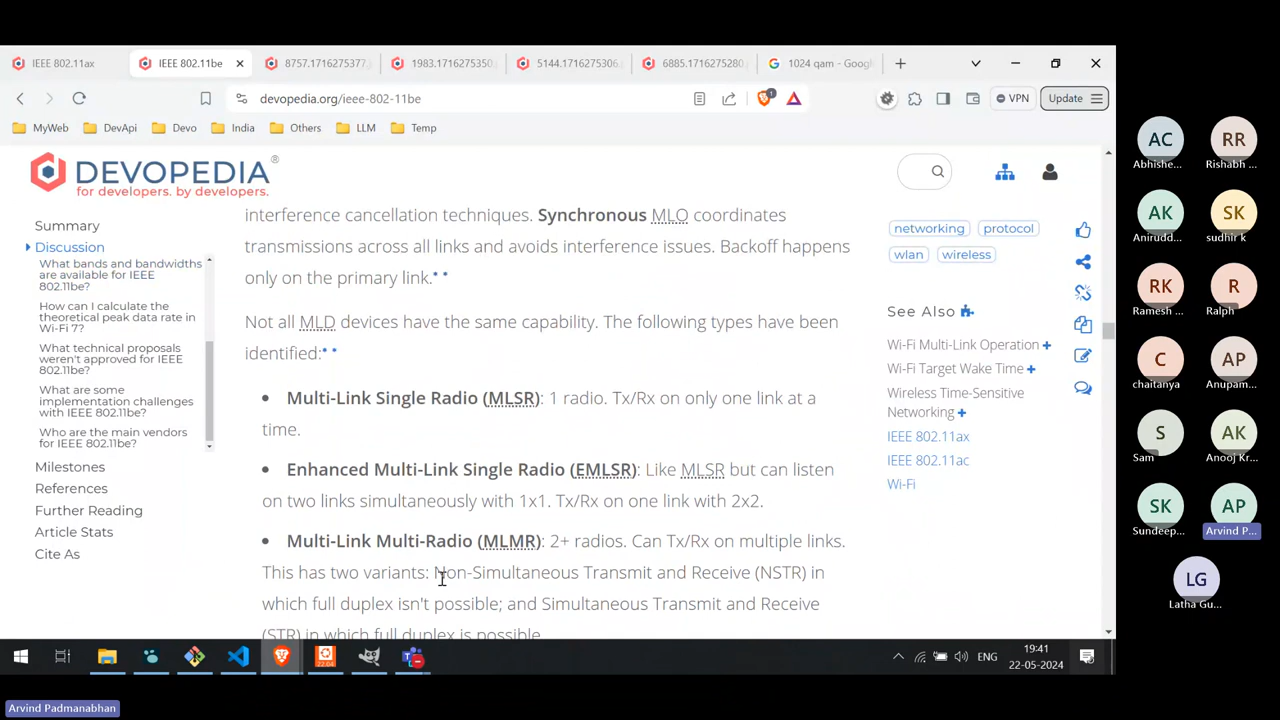 IEEE 802.11ax
IEEE 802.11be
8757.1716275377.
1983.1716275350.
5144.1716275306.
6885.1716275280
1024 qam - Goog
devopedia.org/ieee-802-11be
1
VPN
Update
MyWeb
DevApi
Devo
India
Others
LLM
Temp
DEVOPEDIA®
for developers. by developers.
Summary
Discussion
What bands and bandwidths
are available for IEEE
802.11be?
How can I calculate the
theoretical peak data rate in
Wi-Fi 7?
What technical proposals
weren't approved for IEEE
802.11be?
What are some
implementation challenges
with IEEE 802.11be?
Who are the main vendors
for IEEE 802.11be?
Milestones
References
Further Reading
Article Stats
Cite As
interference cancellation techniques. Synchronous MLO coordinates
transmissions across all links and avoids interference issues. Backoff happens
only on the primary link.
Not all MLD devices have the same capability. The following types have been
identified:
• Multi-Link Single Radio (MLSR): 1 radio. Tx/Rx on only one link at a
time.
• Enhanced Multi-Link Single Radio (EMLSR): Like MLSR but can listen
on two links simultaneously with 1x1. Tx/Rx on one link with 2x2.
• Multi-Link Multi-Radio (MLMR): 2+ radios. Can Tx/Rx on multiple links.
This has two variants: Non-Simultaneous Transmit and Receive (NSTR) in
which full duplex isn't possible; and Simultaneous Transmit and Receive
(STR) in which full duplex is possible.
networking
protocol
wlan
wireless
See Also
Wi-Fi Multi-Link Operation
Wi-Fi Target Wake Time
Wireless Time-Sensitive
Networking
IEEE 802.11ax
IEEE 802.11ac
Wi-Fi
22.04
ENG
19:41
22-05-2024
AC
Abhishe...
RR
Rishabh ...
AK
Anirudd...
SK
sudhir k
RK
Ramesh ...
R
Ralph
C
chaitanya
AP
Anupam...
S
Sam
AK
Anooj Kr...
SK
Sundeep...
AP
Arvind P...
LG
Latha Gu...
Arvind Padmanabhan